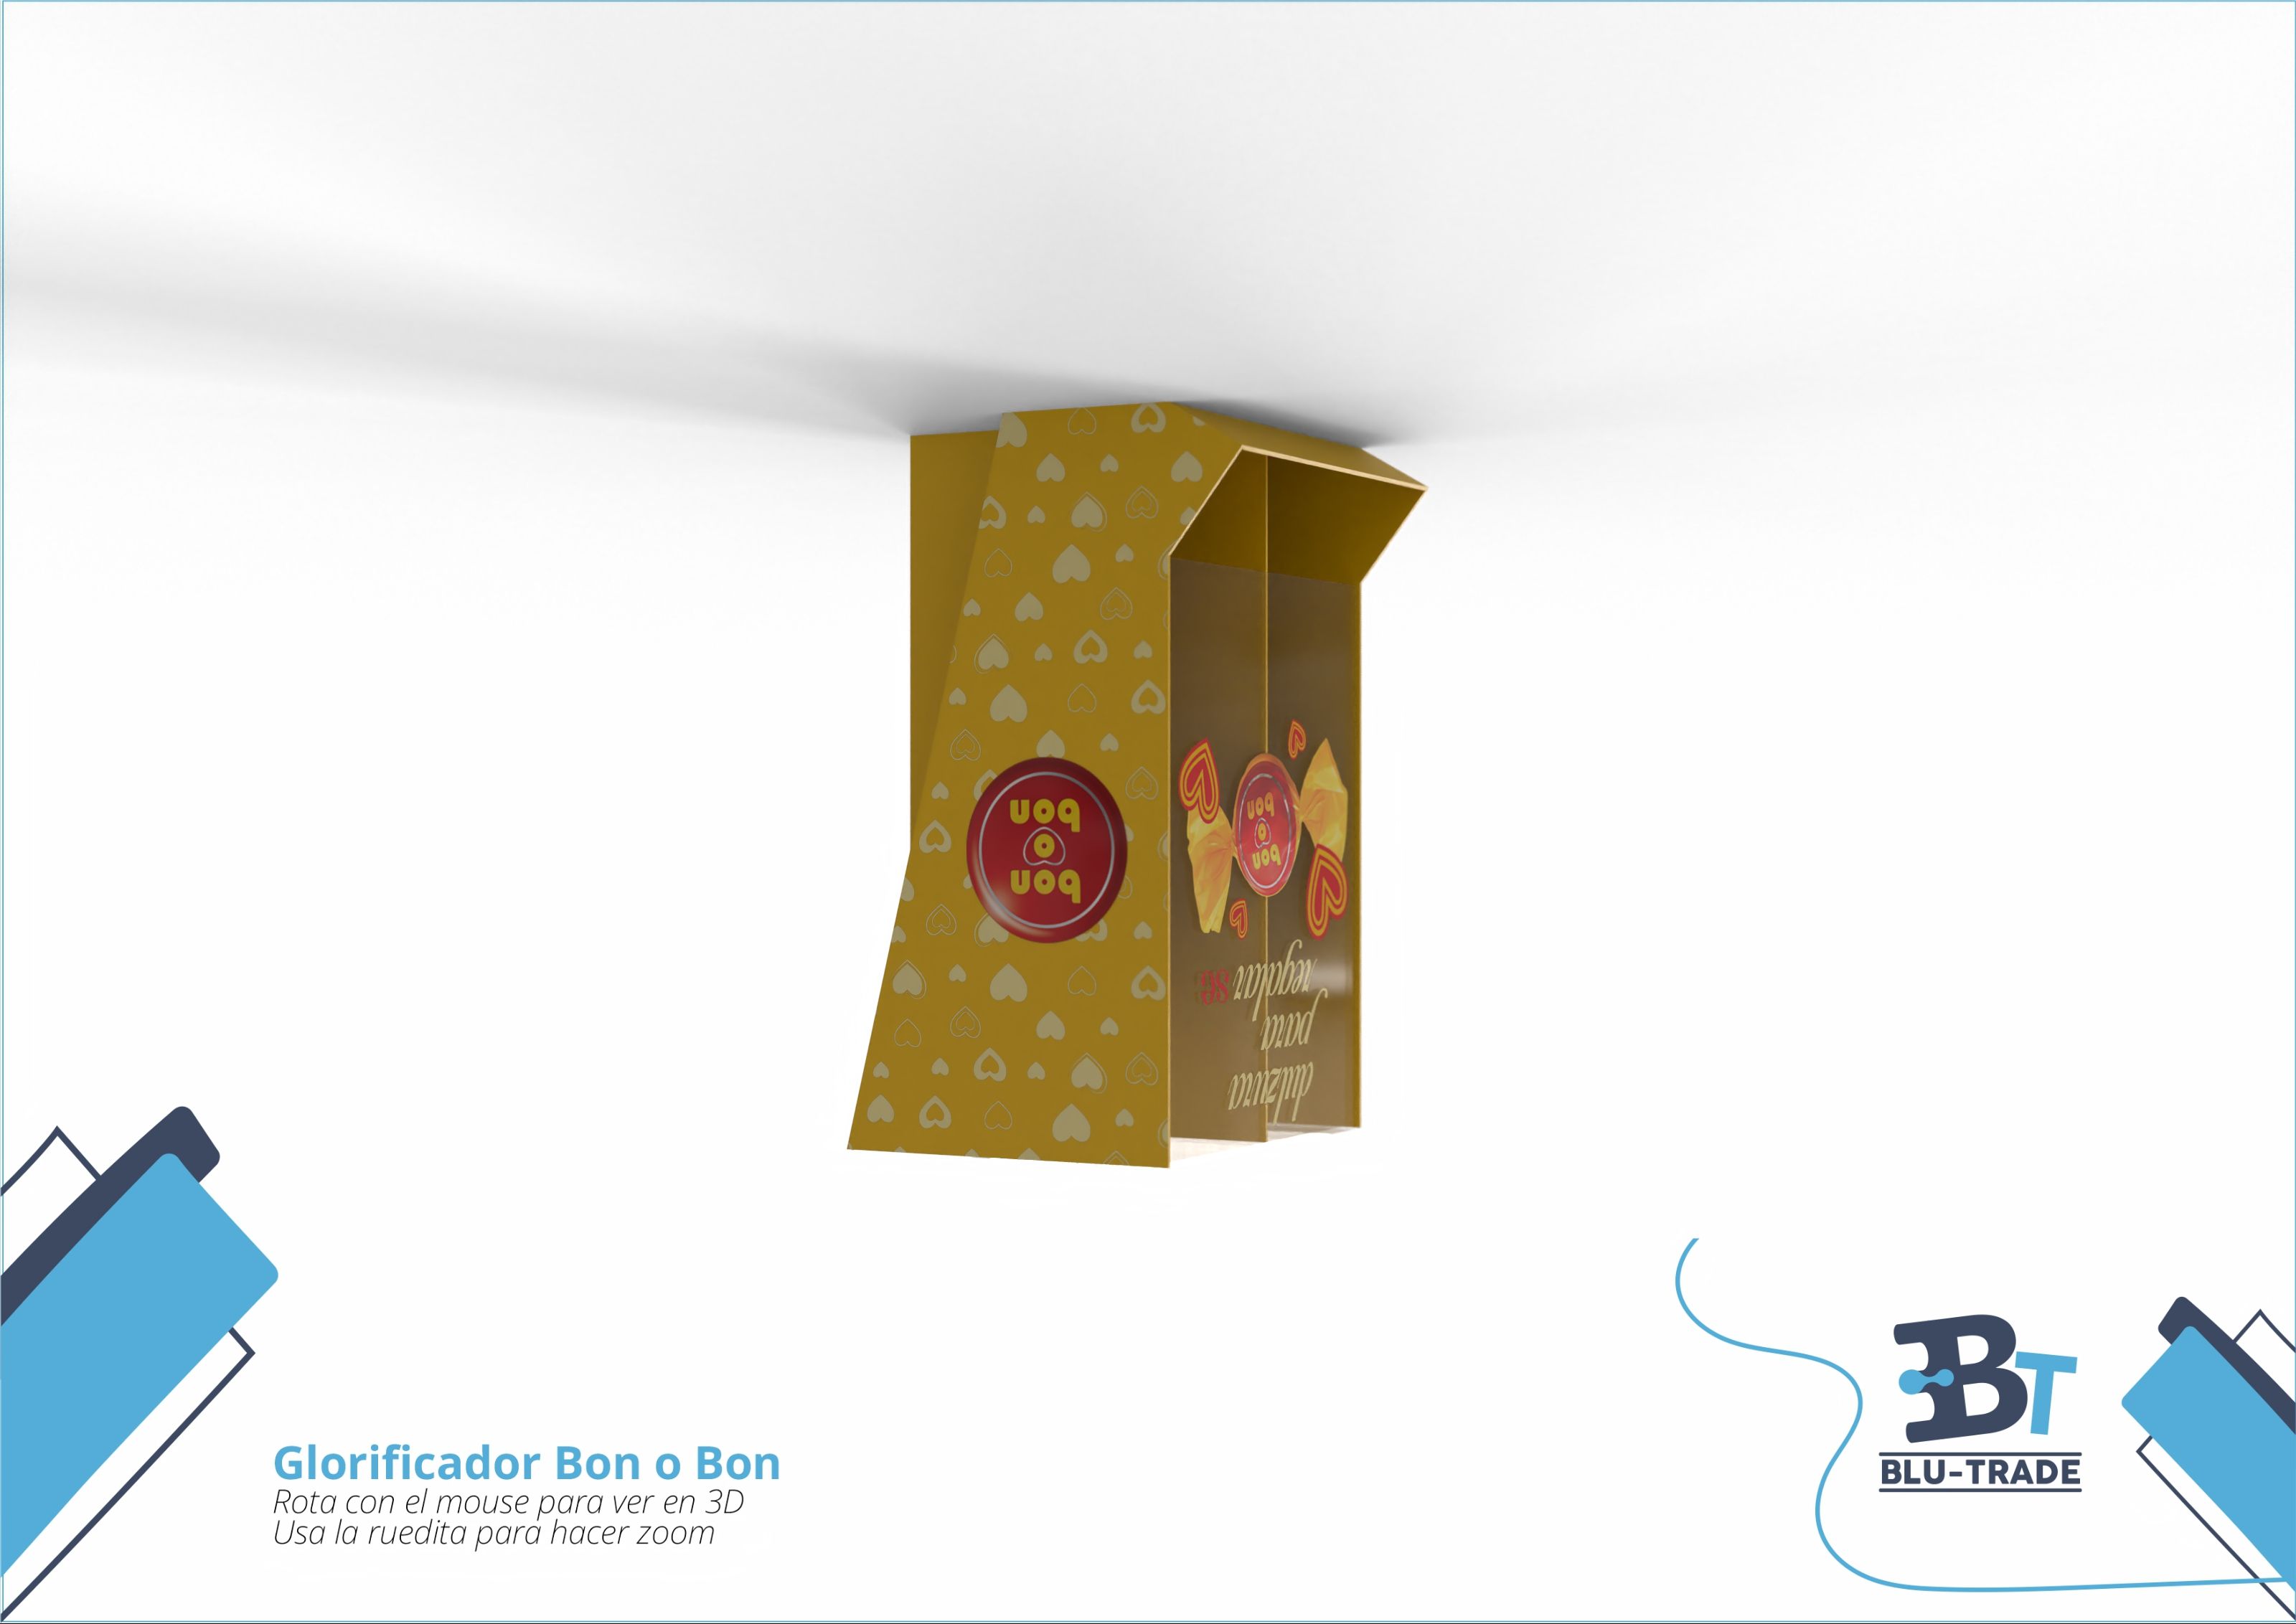 bon
o
bon
dulzura
para
regalarSE
bon
o
bon
Glorificador Bon o Bon
Rota con el mouse para ver en 3D
Usa la ruedita para hacer zoom
BT
BLU-TRADE